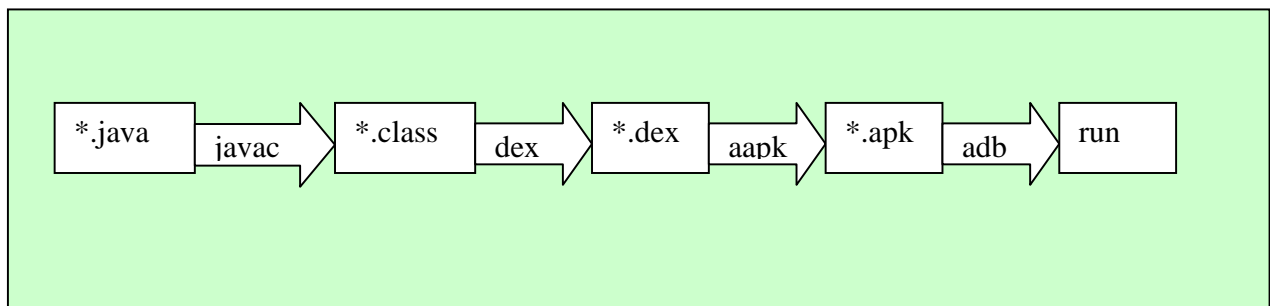 *.java
javac
*.class
dex
*.dex
aapk
*.apk
adb
run